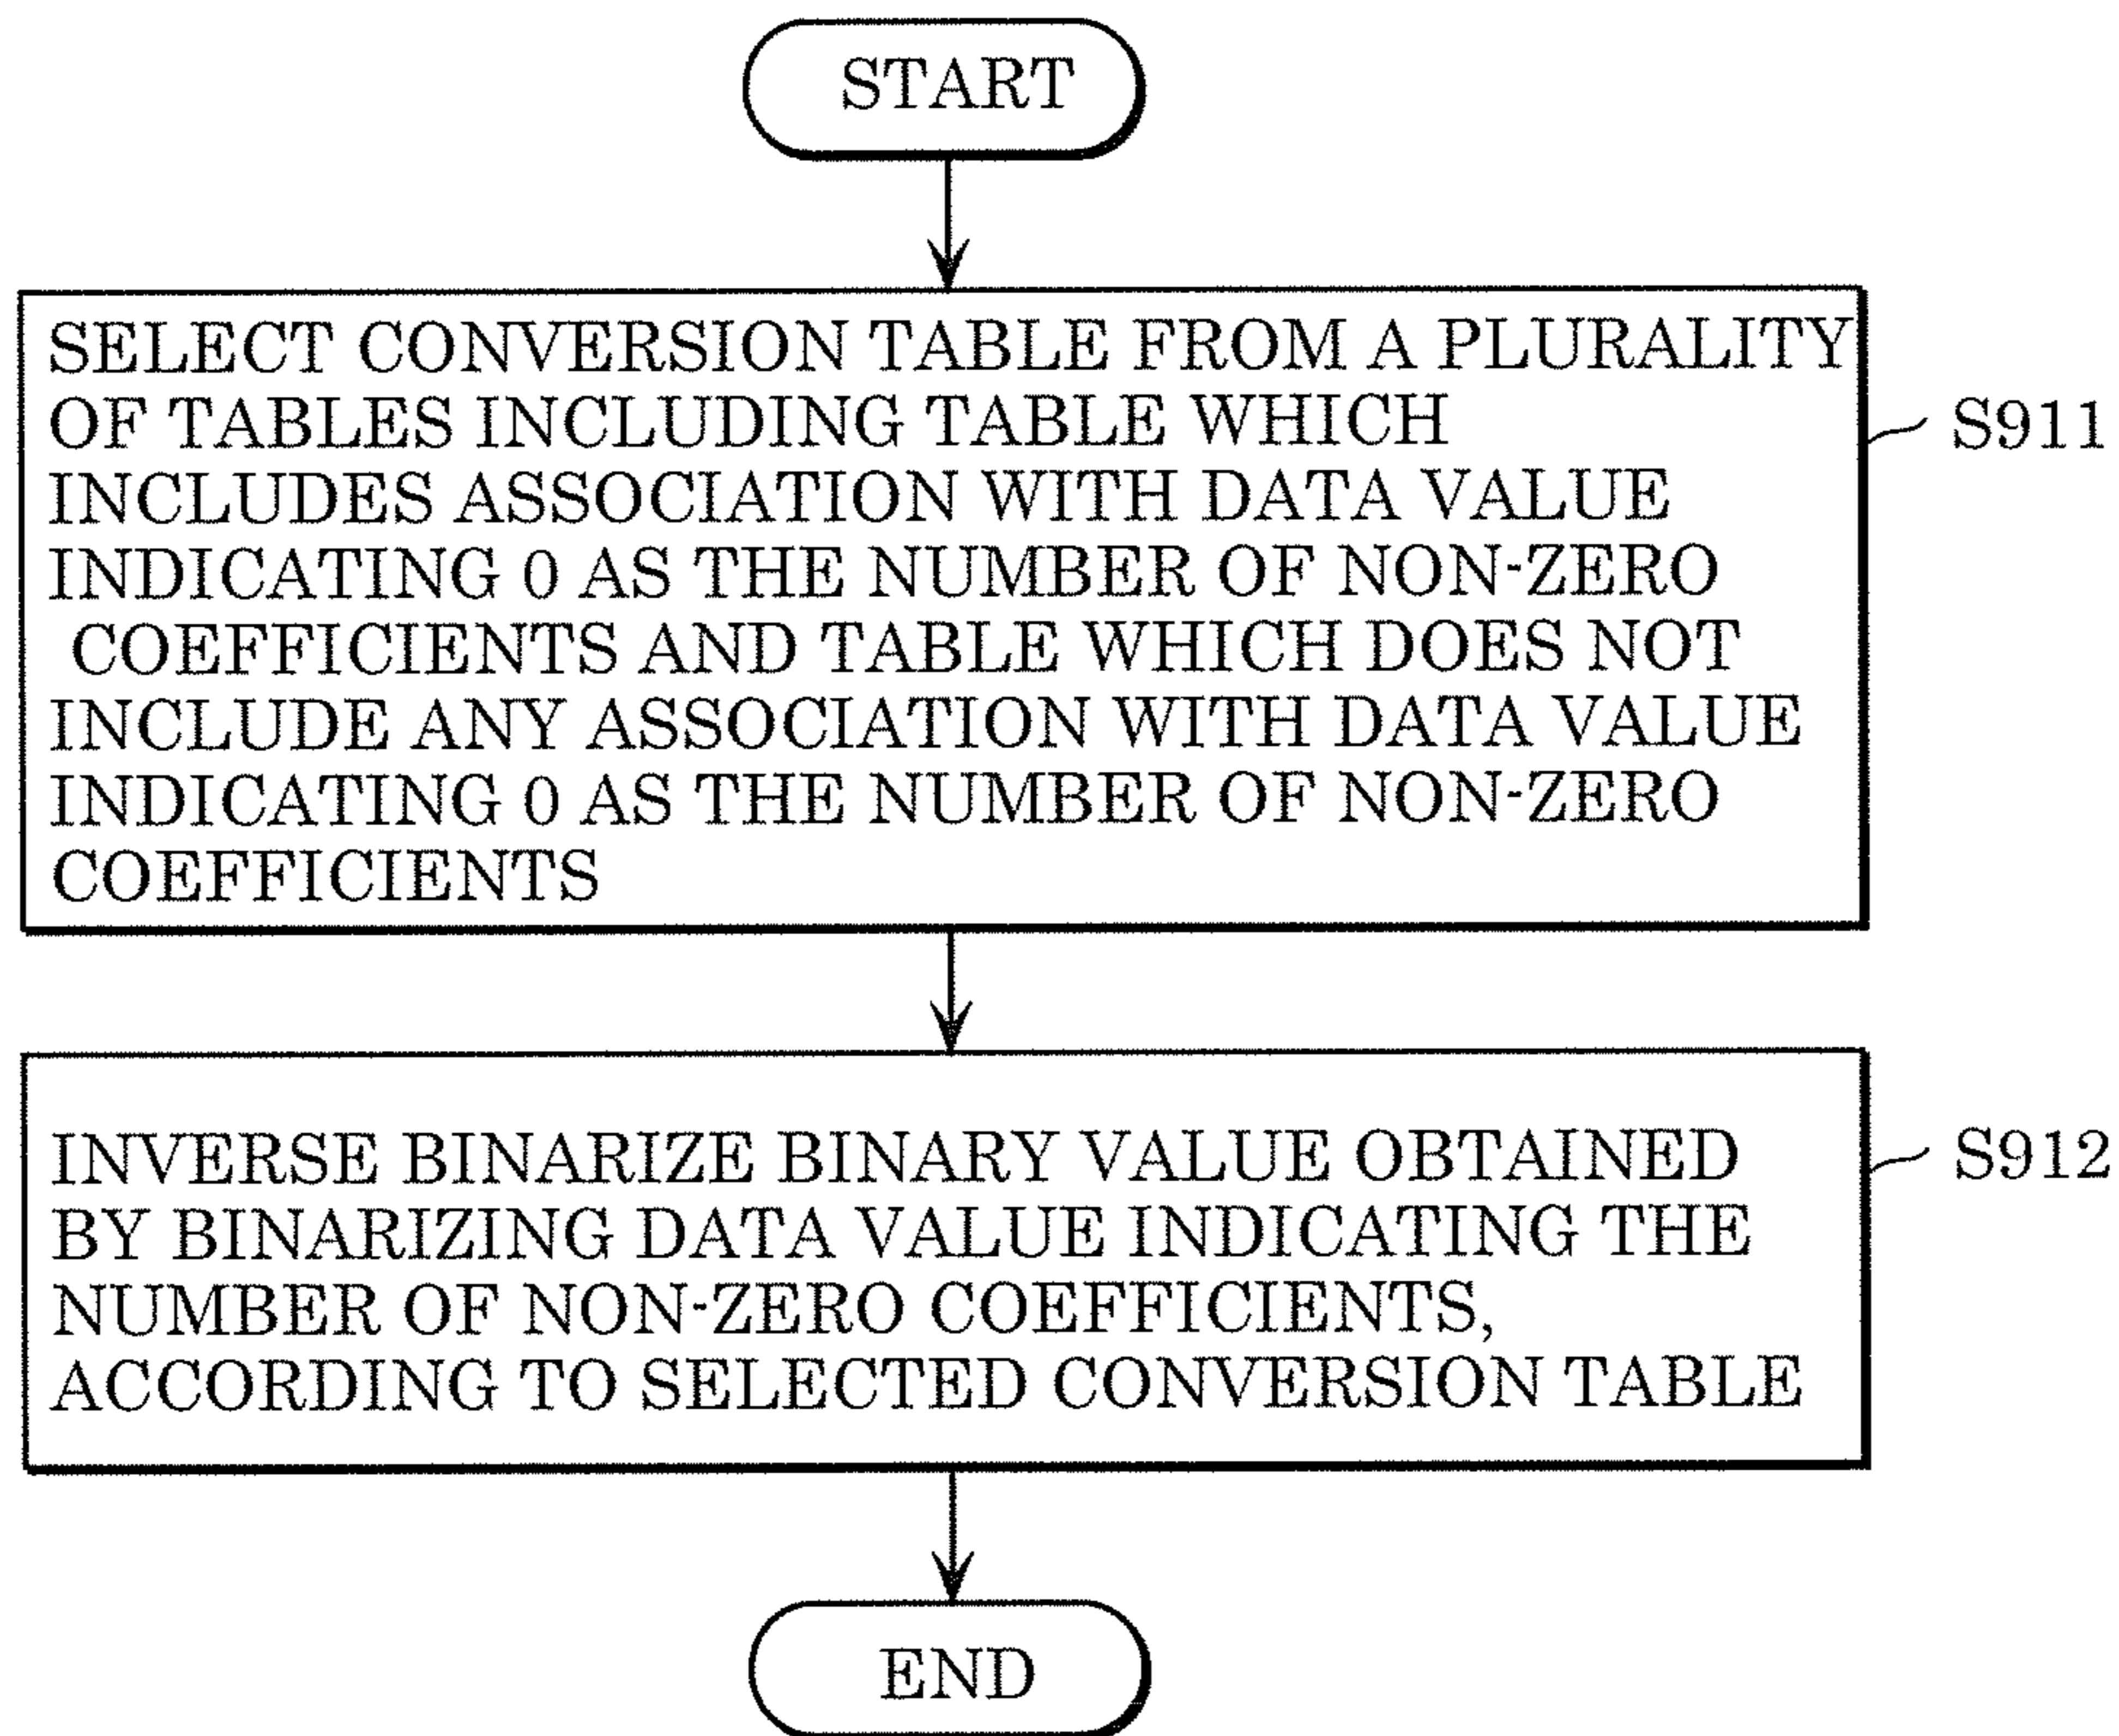 START
SELECT CONVERSION TABLE FROM A PLURALITY
OF TABLES INCLUDING TABLE WHICH
INCLUDES ASSOCIATION WITH DATA VALUE
INDICATING 0 AS THE NUMBER OF NON-ZERO
COEFFICIENTS AND TABLE WHICH DOES NOT
INCLUDE ANY ASSOCIATION WITH DATA VALUE
INDICATING 0 AS THE NUMBER OF NON-ZERO
COEFFICIENTS
S911
INVERSE BINARIZE BINARY VALUE OBTAINED
BY BINARIZING DATA VALUE INDICATING THE
NUMBER OF NON-ZERO COEFFICIENTS,
ACCORDING TO SELECTED CONVERSION TABLE
S912
END